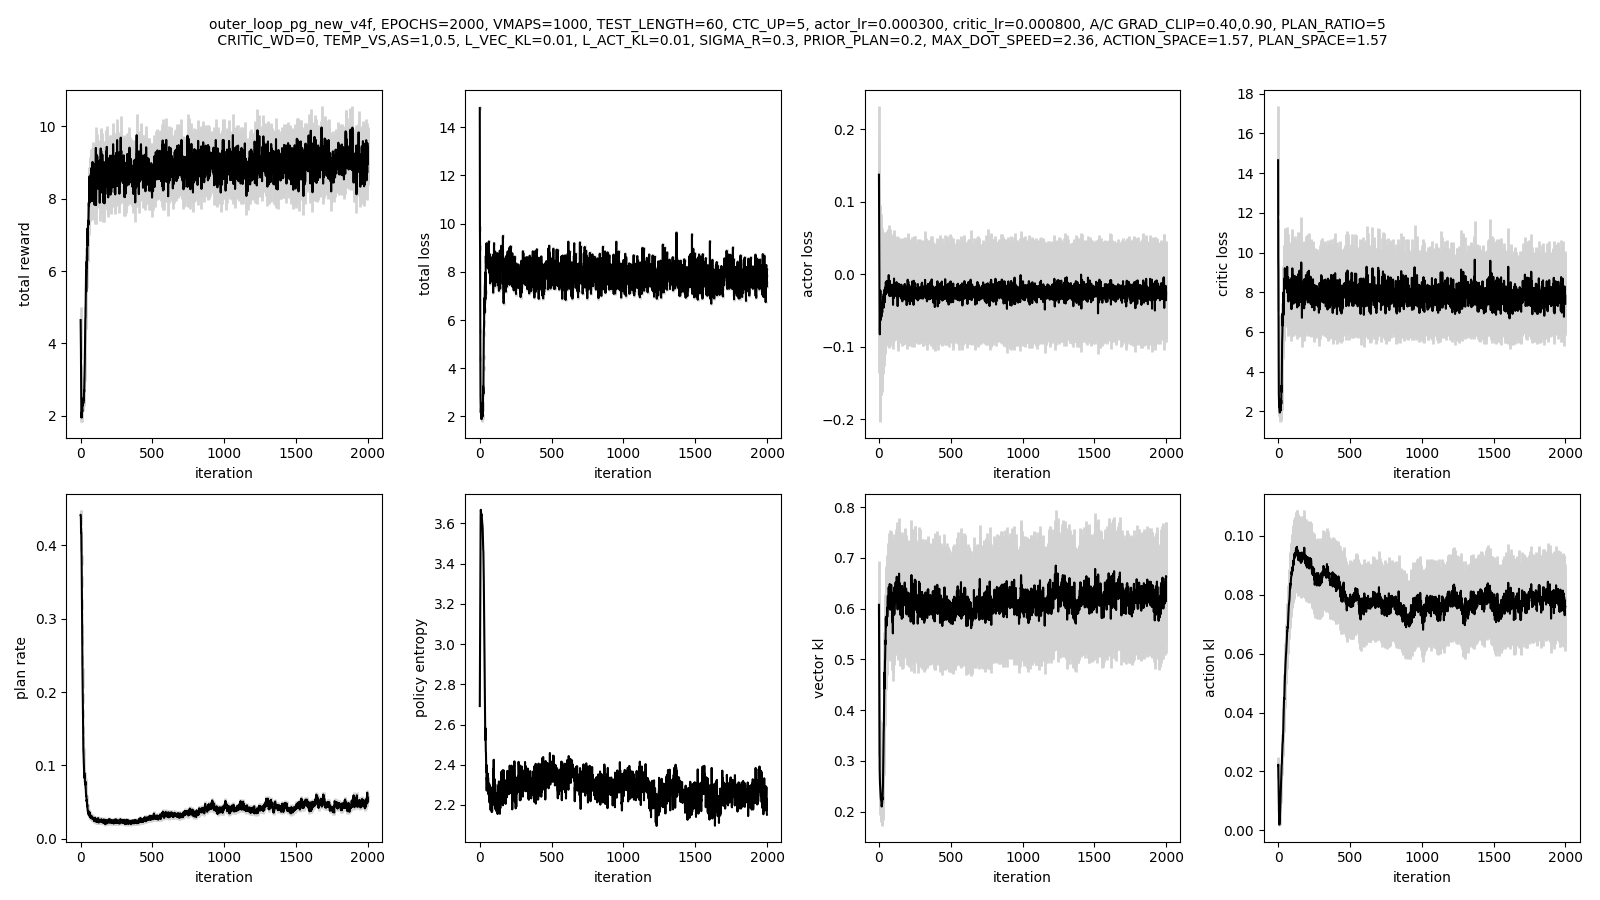 outer_loop_pg_new_v4f, EPOCHS=2000, VMAPS=1000, TEST_LENGTH=60, CTC_UP=5, actor_lr=0.000300, critic_lr=0.000800, A/C GRAD_CLIP=0.40,0.90, PLAN_RATIO=5
CRITIC_WD=0, TEMP_VS,AS=1,0.5, L_VEC_KL=0.01, L_ACT_KL=0.01, SIGMA_R=0.3, PRIOR_PLAN=0.2, MAX_DOT_SPEED=2.36, ACTION_SPACE=1.57, PLAN_SPACE=1.57
total reward
10
8
6
4
2
0 500 1000 1500 2000
iteration
total loss
14
12
10
8
6
4
2
0 500 1000 1500 2000
iteration
actor loss
0.2
0.1
0.0
−0.1
−0.2
0 500 1000 1500 2000
iteration
critic loss
18
16
14
12
10
8
6
4
2
0 500 1000 1500 2000
iteration
plan rate
0.4
0.3
0.2
0.1
0.0
0 500 1000 1500 2000
iteration
policy entropy
3.6
3.4
3.2
3.0
2.8
2.6
2.4
2.2
0 500 1000 1500 2000
iteration
vector kl
0.8
0.7
0.6
0.5
0.4
0.3
0.2
0 500 1000 1500 2000
iteration
action kl
0.10
0.08
0.06
0.04
0.02
0.00
0 500 1000 1500 2000
iteration